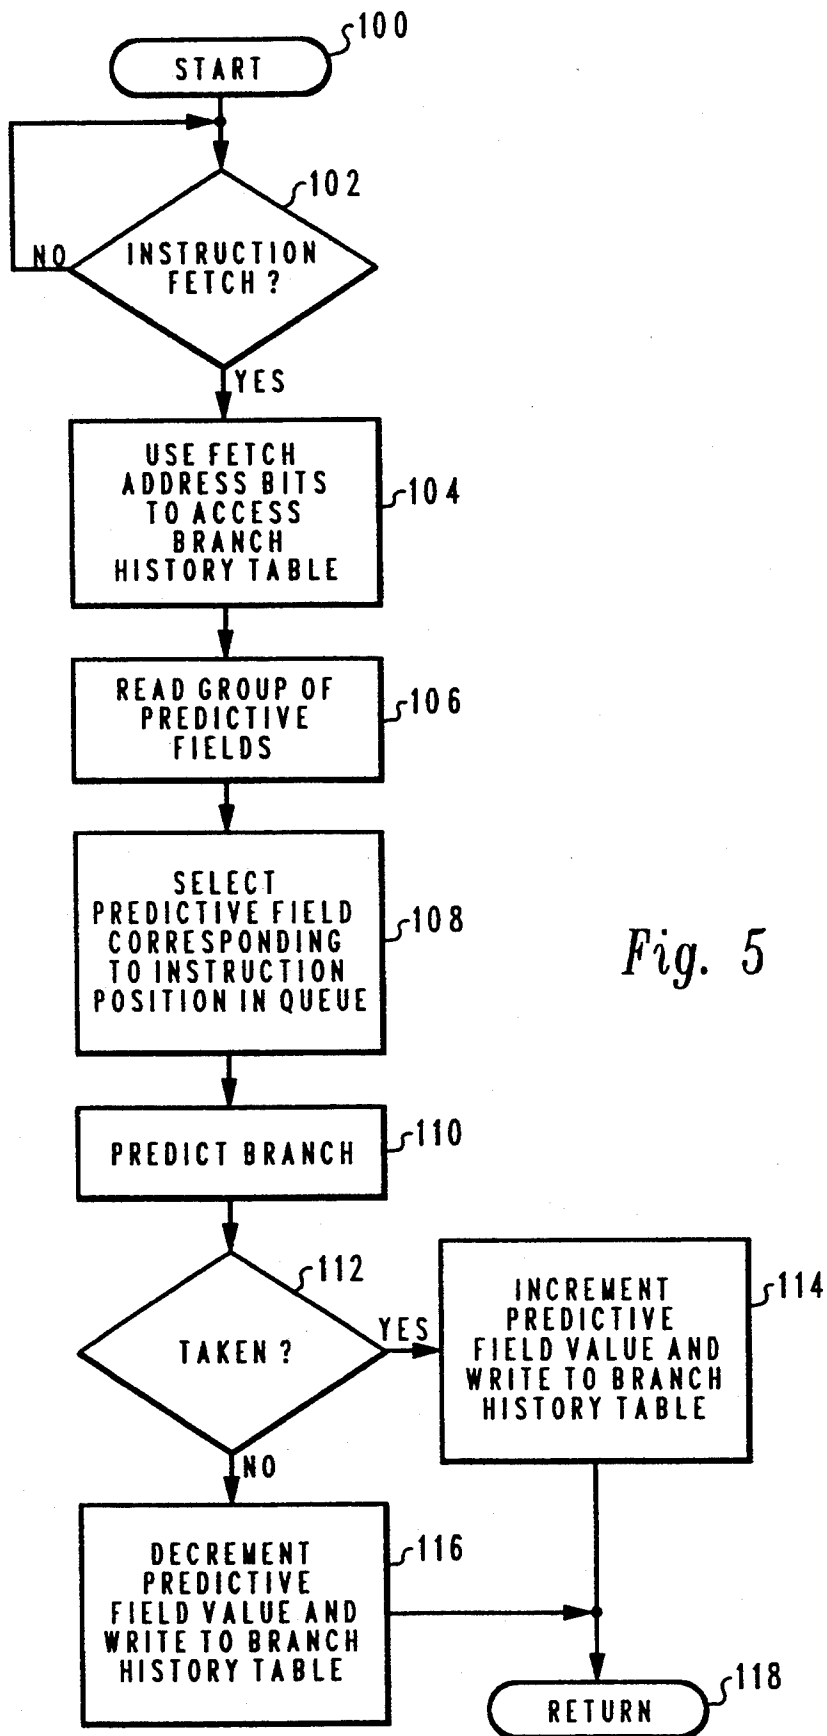 100
START
102
INSTRUCTION
FETCH ?
NO
YES
USE FETCH
ADDRESS BITS
TO ACCESS
BRANCH
HISTORY TABLE
104
READ GROUP OF
PREDICTIVE
FIELDS
106
SELECT
PREDICTIVE FIELD
CORRESPONDING
TO INSTRUCTION
POSITION IN QUEUE
108
Fig. 5
PREDICT BRANCH
110
112
TAKEN ?
YES
NO
INCREMENT
PREDICTIVE
FIELD VALUE AND
WRITE TO BRANCH
HISTORY TABLE
114
DECREMENT
PREDICTIVE
FIELD VALUE AND
WRITE TO BRANCH
HISTORY TABLE
116
118
RETURN